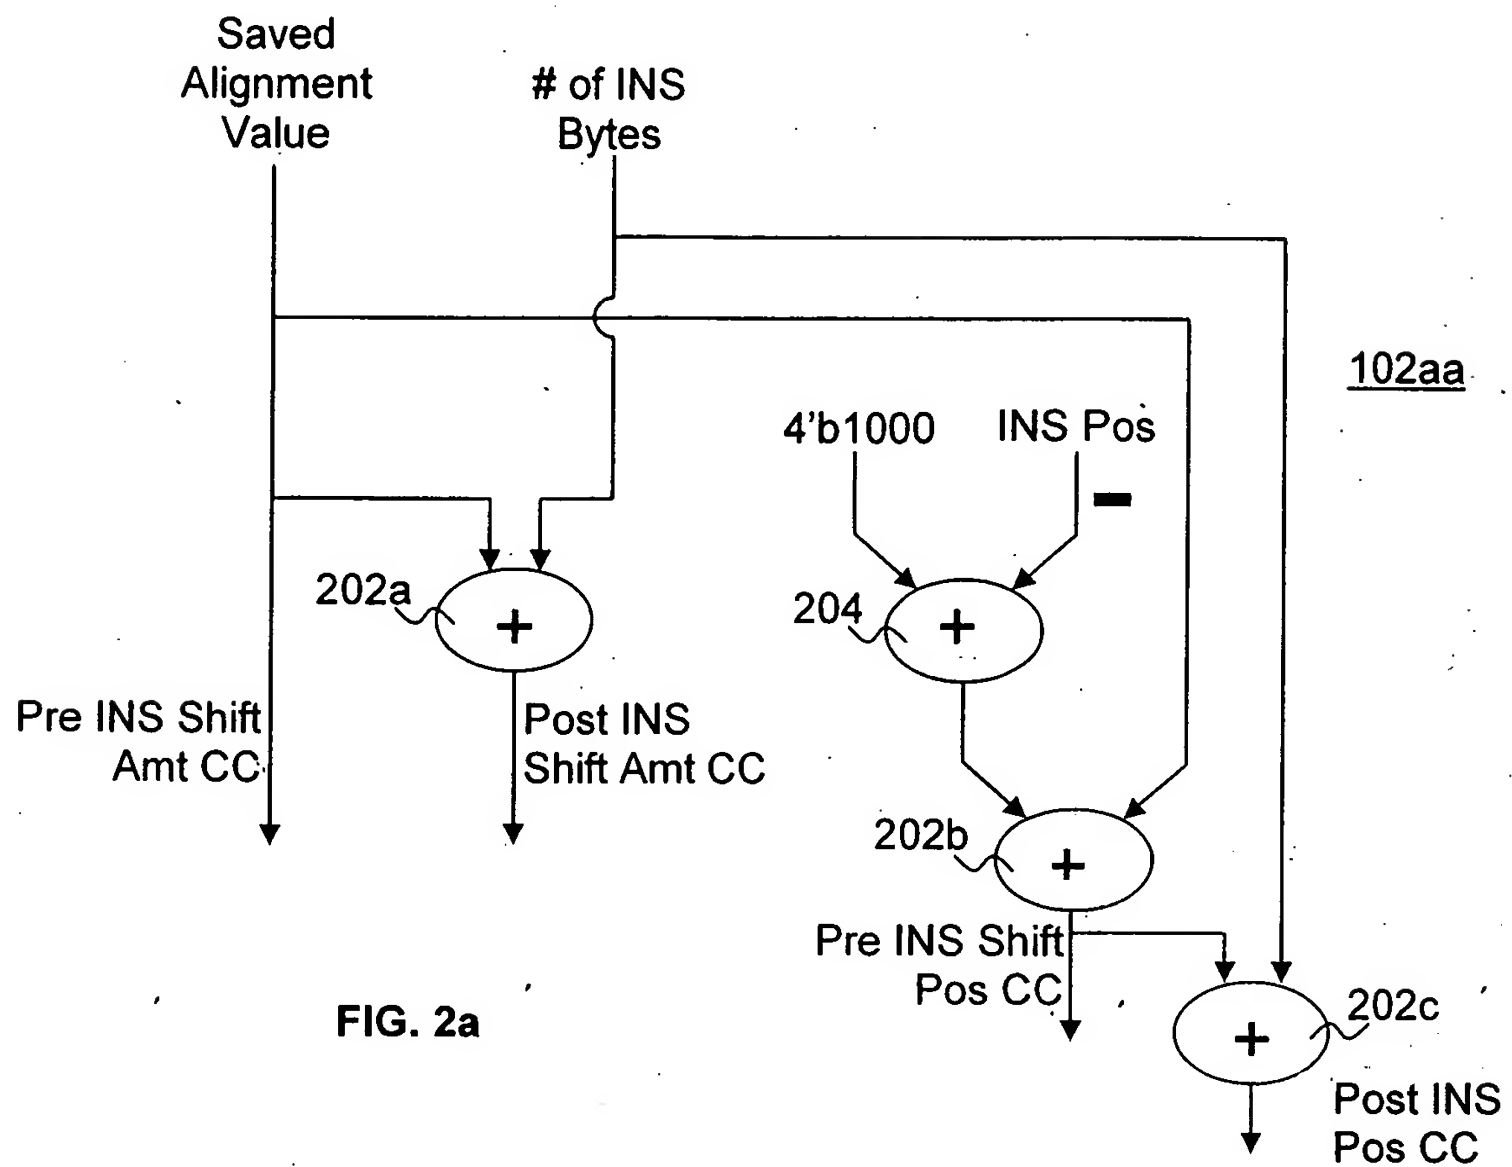 Saved
Alignment
Value
# of INS
Bytes
102aa
4'b1000
INS Pos
-
202a
+
204
+
Pre INS Shift
Amt CC
Post INS
Shift Amt CC
202b
+
Pre INS Shift
Pos CC
202c
+
Post INS
Pos CC
FIG. 2a